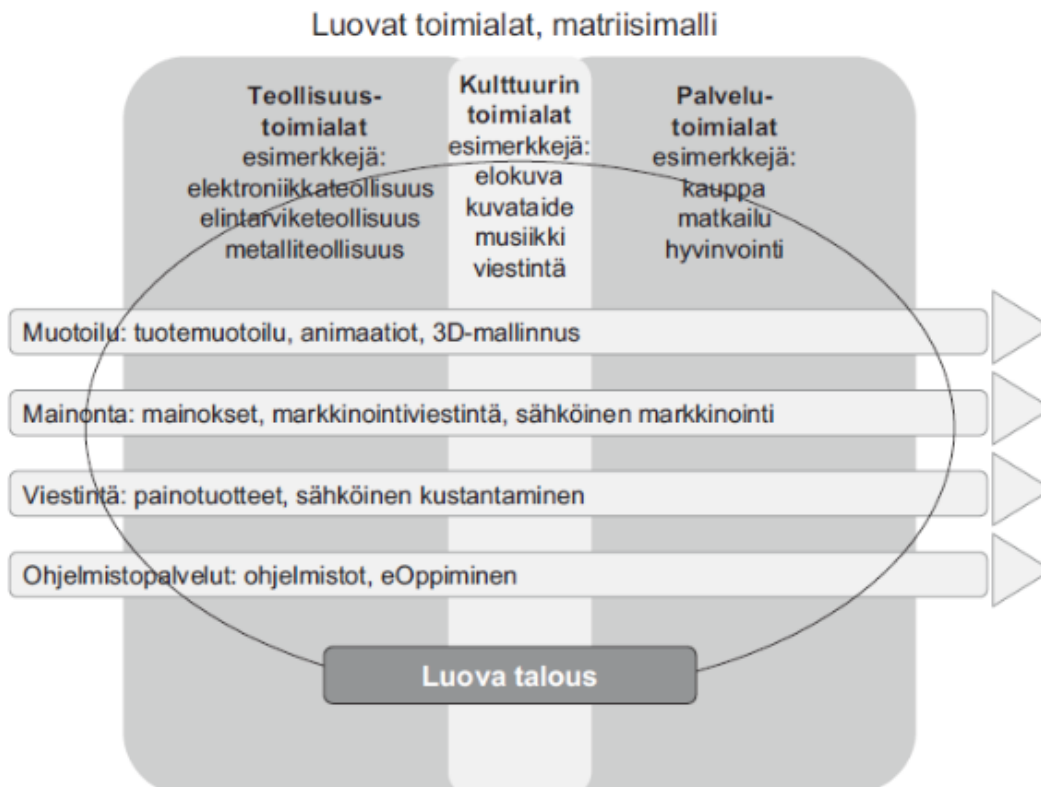 Luovat toimialat, matriisimalli
Teollisuus-
toimialat
esimerkkejä:
elektroniikkateollisuus
elintarviketeollisuus
metalliteollisuus
Kulttuurin
toimialat
esimerkkejä:
elokuva
kuvataide
musiikki
viestintä
Palvelu-
toimialat
esimerkkejä:
kauppa
matkailu
hyvinvointi
Muotoilu: tuotemuotoilu, animaatiot, 3D-mallinnus
Mainonta: mainokset, markkinointiviestintä, sähköinen markkinointi
Viestintä: painotuotteet, sähköinen kustantaminen
Ohjelmistopalvelut: ohjelmistot, eOppiminen
Luova talous